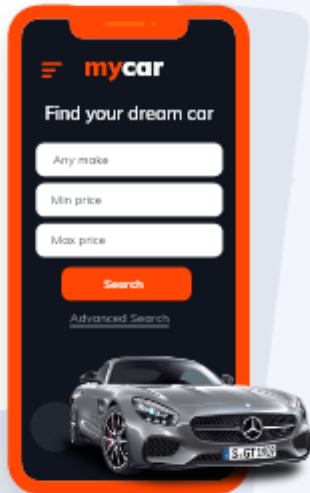 mycar
Find your dream car
Any make
Min price
Max price
Search
Advanced Search